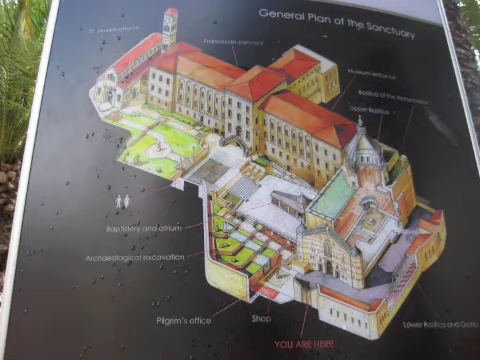 General Plan of the Sanctuary
St. Joseph church
Franciscan convent
Museum entrance
Basilica of the Annunciation
Upper Basilica
Baptistery and atrium
Archaeological excavation
Pilgrim's office
Shop
YOU ARE HERE
Lower Basilica and Grotto